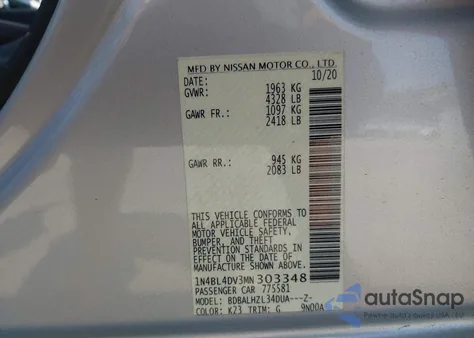 MFD BY NISSAN MOTOR CO., LTD.
DATE: 10/20
GVWR: 1963 KG
4328 LB
GAWR FR.: 1097 KG
2418 LB
GAWR RR.: 945 KG
2083 LB
THIS VEHICLE CONFORMS
TO ALL APPLICABLE FEDERAL
MOTOR VEHICLE SAFETY,
BUMPER, AND THEFT
PREVENTION STANDARDS IN
EFFECT ON THE DATE OF
MANUFACTURE SHOWN ABOVE.
1N4BL4DV3MN303348
PASSENGER CAR 775581
MODEL: BDBALHZL34DUA---Z-
COLOR: K23 TRIM: G 9N00A
autoSnap